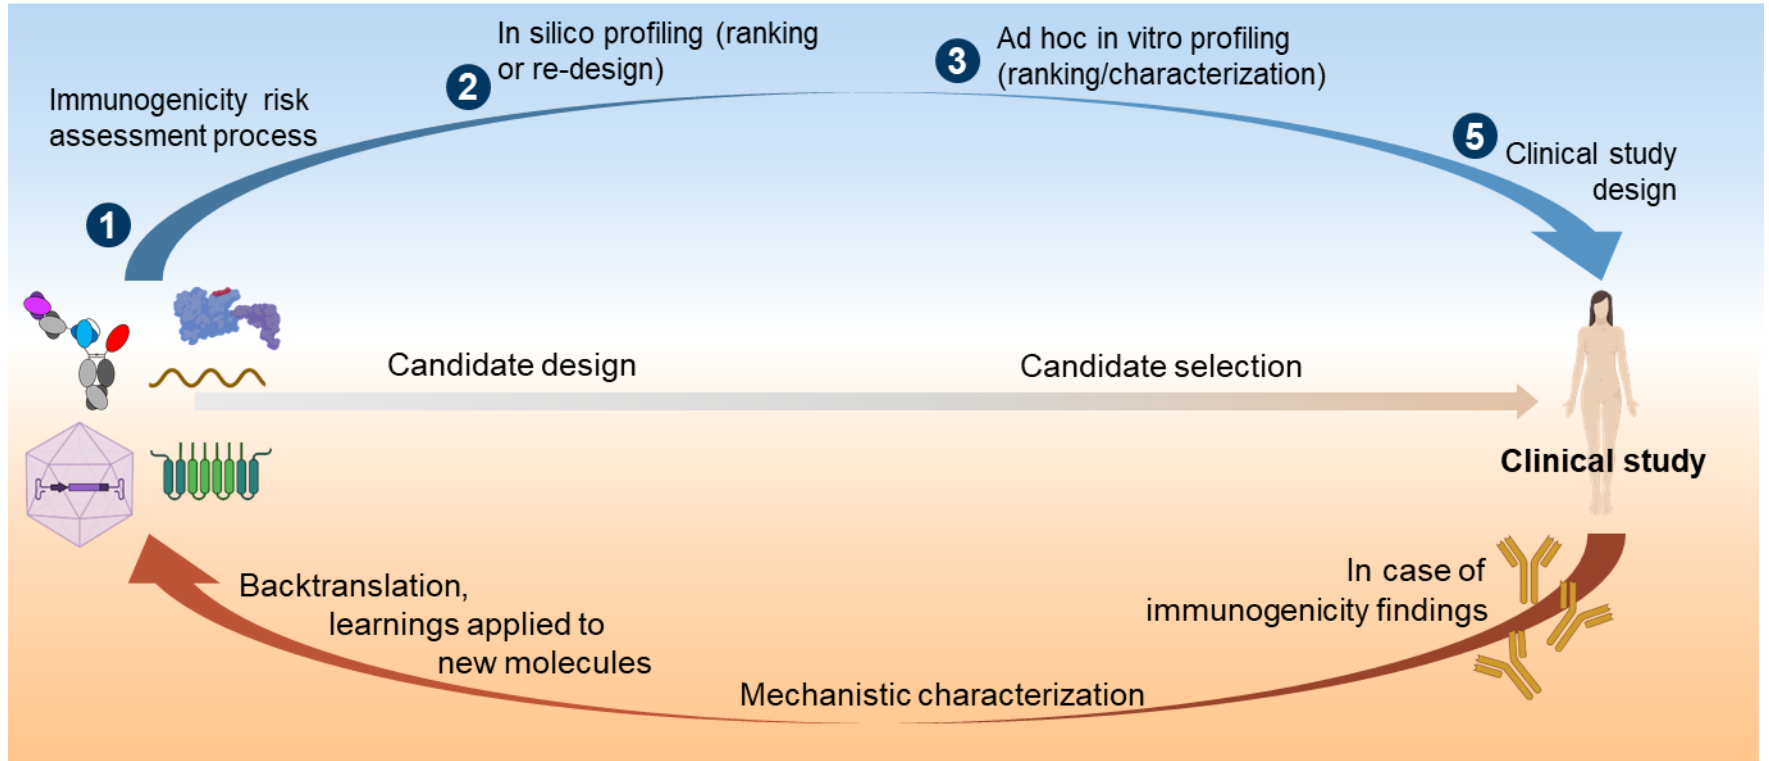 1
Immunogenicity risk
assessment process
2
In silico profiling (ranking
or re-design)
3
Ad hoc in vitro profiling
(ranking/characterization)
5
Clinical study
design
Candidate design
Candidate selection
Clinical study
In case of
immunogenicity findings
Mechanistic characterization
Backtranslation,
learnings applied to
new molecules